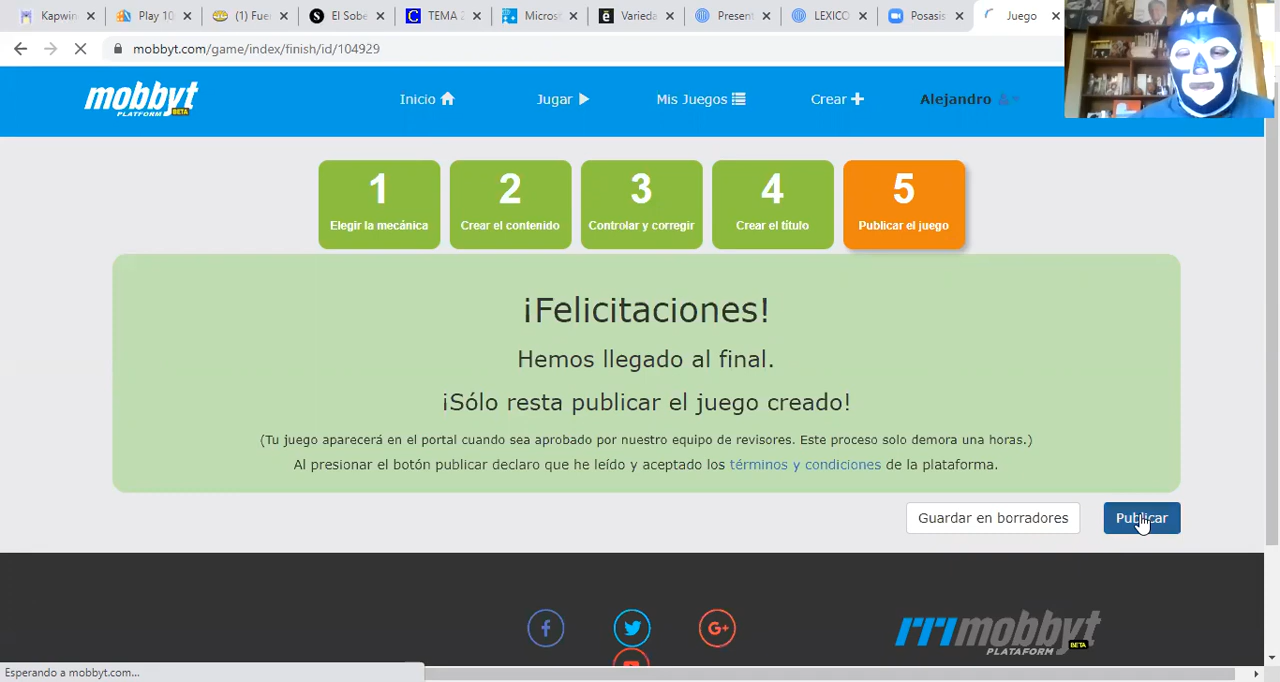 Kapwin
Play 10
(1) Fue
El Sobe
TEMA 2
Micros
Varieda
Present
LEXICO
Posasis
Juego
mobbyt.com/game/index/finish/id/104929
mobbyt
PLATFORM BETA
Inicio
Jugar
Mis Juegos
Crear
Alejandro
1
Elegir la mecánica
2
Crear el contenido
3
Controlar y corregir
4
Crear el título
5
Publicar el juego
¡Felicitaciones!
Hemos llegado al final.
¡Sólo resta publicar el juego creado!
(Tu juego aparecerá en el portal cuando sea aprobado por nuestro equipo de revisores. Este proceso solo demora una horas.)
Al presionar el botón publicar declaro que he leído y aceptado los términos y condiciones de la plataforma.
Guardar en borradores
Publicar
mobbyt
PLATAFORM BETA
Esperando a mobbyt.com...